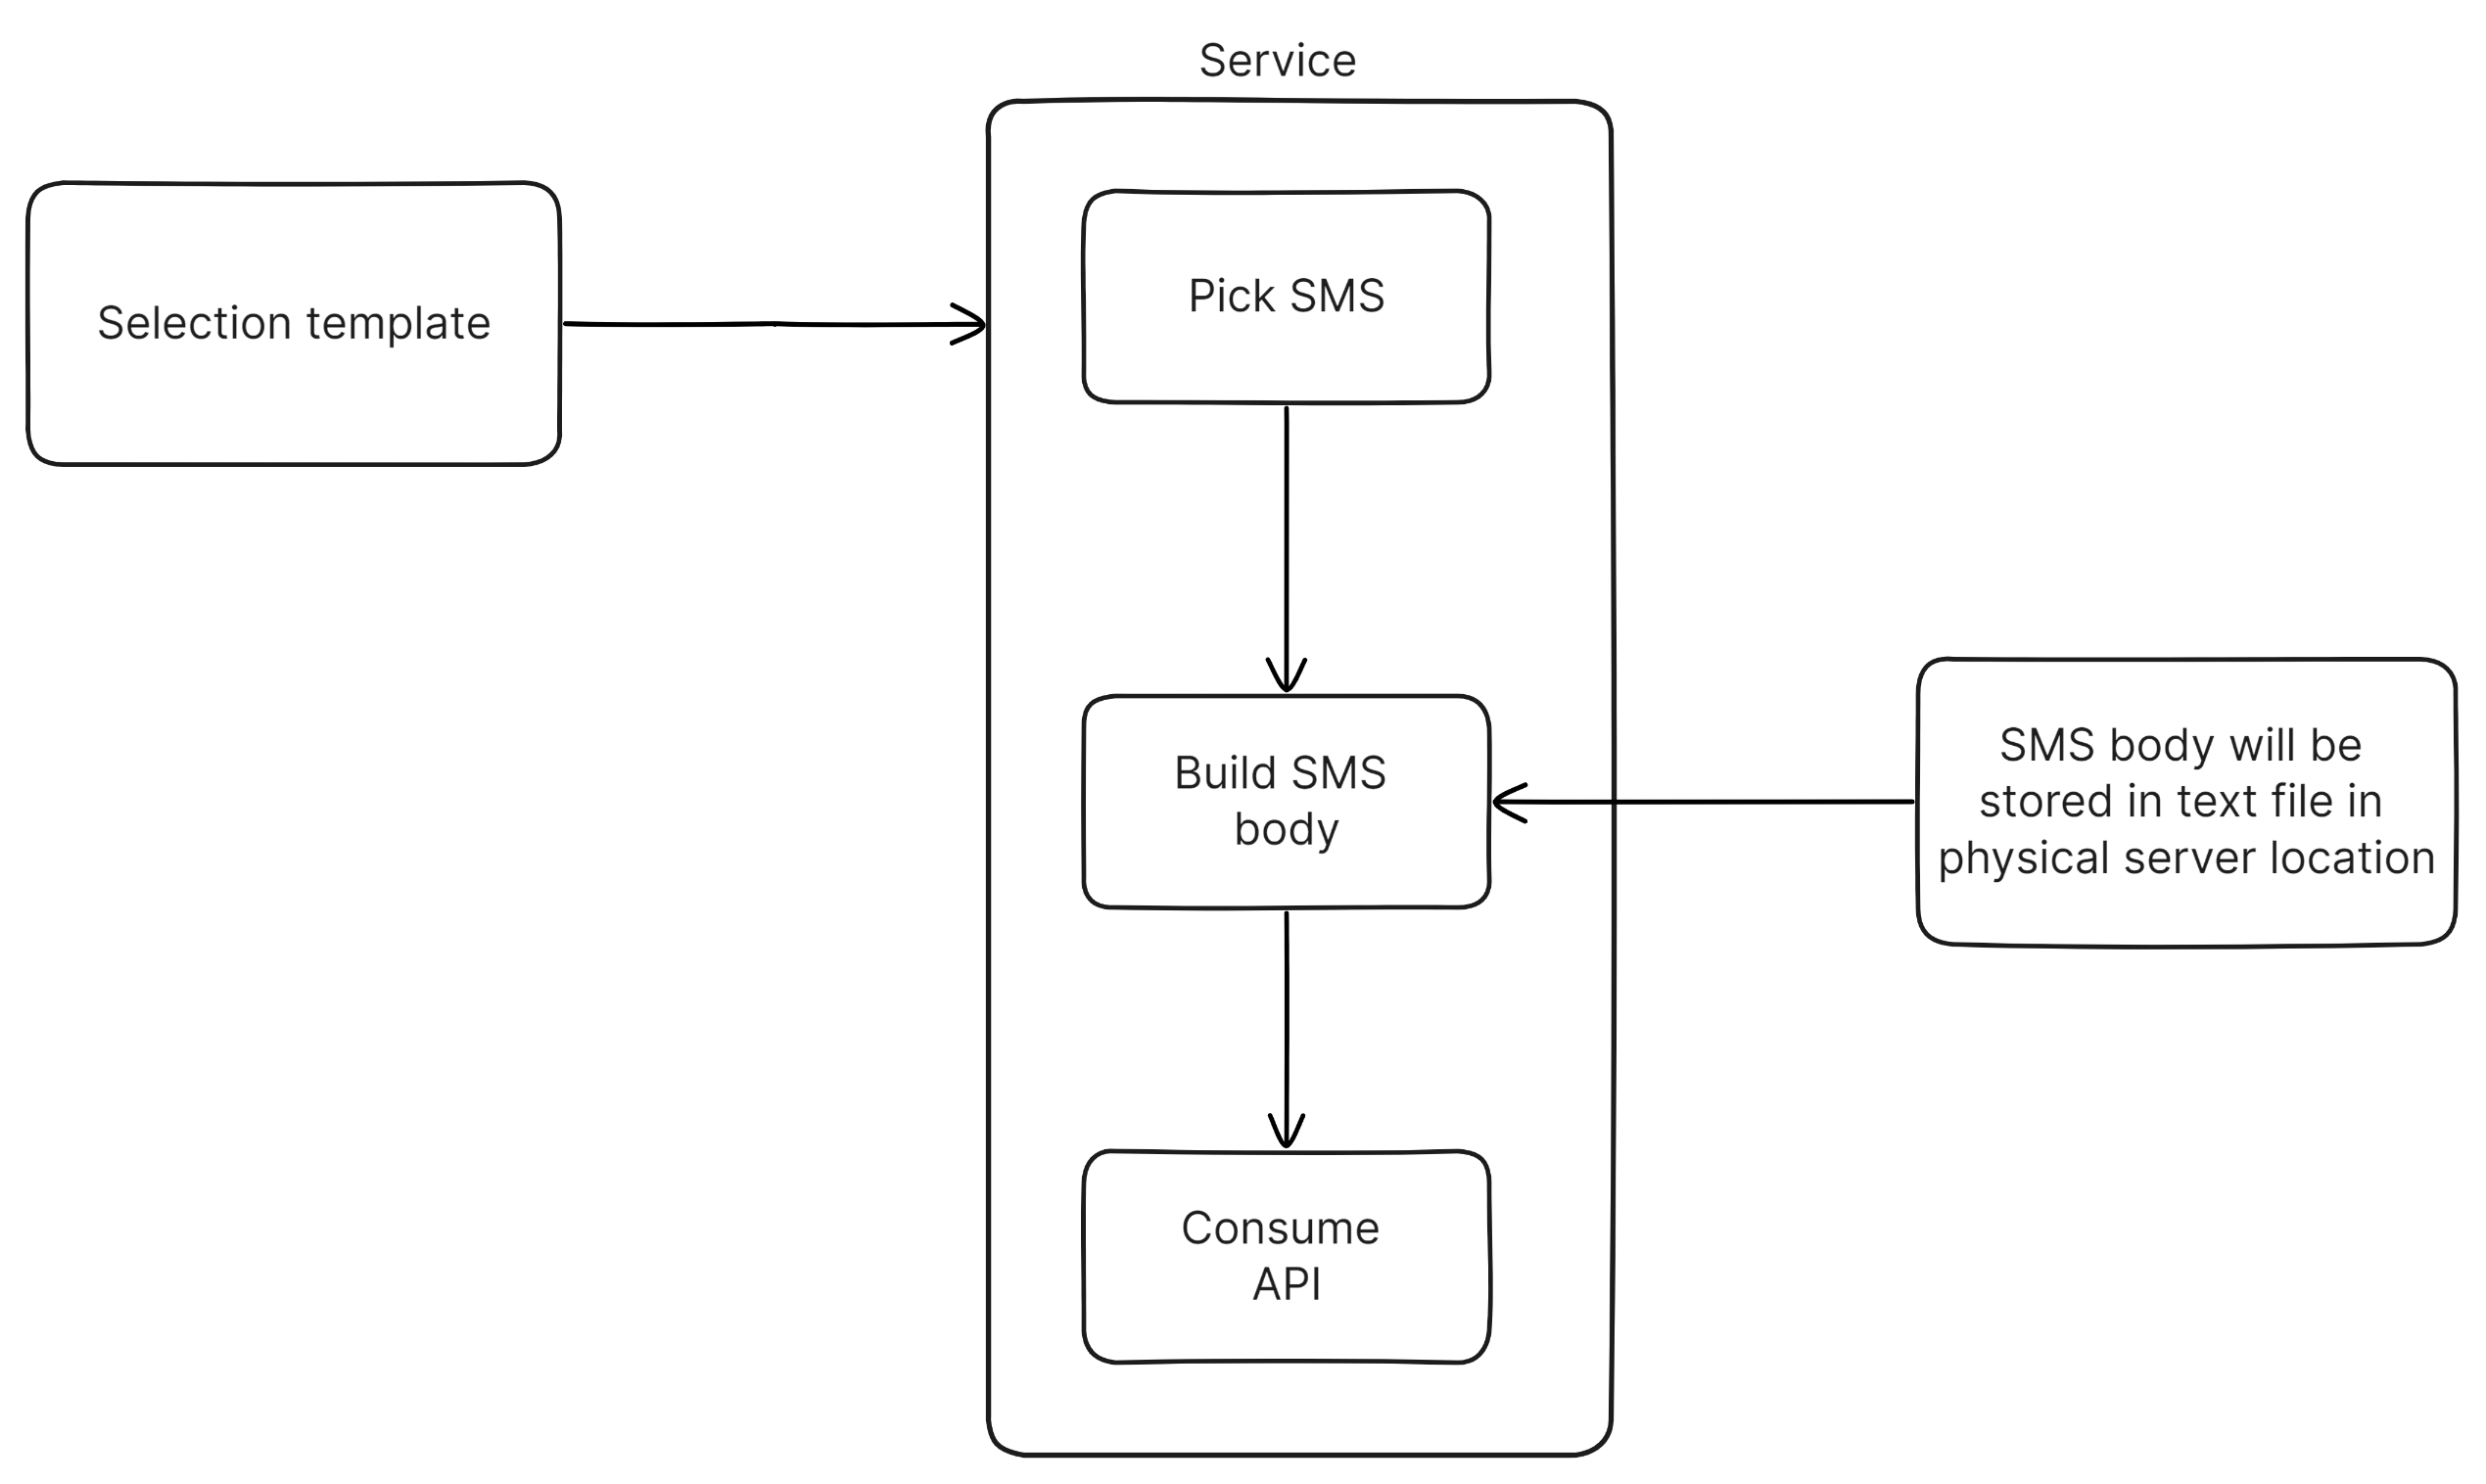 Service
Selection template
Pick SMS
Build SMS
body
SMS body will be
stored in text file in
physical server location
Consume
API